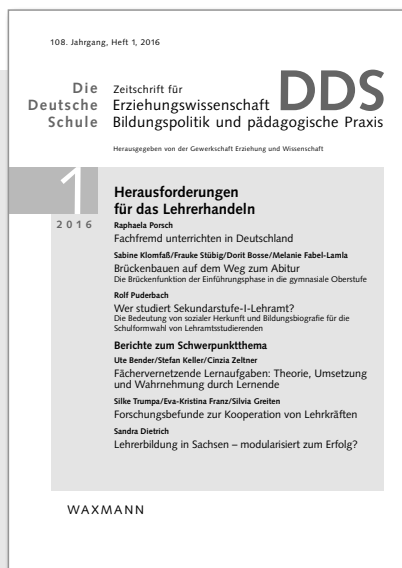 108. Jahrgang, Heft 1, 2016
Die Deutsche Schule
Zeitschrift für
Erziehungswissenschaft
Bildungspolitik und pädagogische Praxis
DDS
Herausgegeben von der Gewerkschaft Erziehung und Wissenschaft
1
2016
Herausforderungen
für das Lehrerhandeln
Raphaela Porsch
Fachfremd unterrichten in Deutschland
Sabine Klomfaß/Frauke Stübig/Dorit Bosse/Melanie Fabel-Lamla
Brückenbauen auf dem Weg zum Abitur
Die Brückenfunktion der Einführungsphase in die gymnasiale Oberstufe
Rolf Puderbach
Wer studiert Sekundarstufe-I-Lehramt?
Die Bedeutung von sozialer Herkunft und Bildungsbiografie für die
Schulformwahl von Lehramtsstudierenden
Berichte zum Schwerpunktthema
Ute Bender/Stefan Keller/Cinzia Zeltner
Fächervernetzende Lernaufgaben: Theorie, Umsetzung
und Wahrnehmung durch Lernende
Silke Trumpa/Eva-Kristina Franz/Silvia Greiten
Forschungsbefunde zur Kooperation von Lehrkräften
Sandra Dietrich
Lehrerbildung in Sachsen – modularisiert zum Erfolg?
WAXMANN